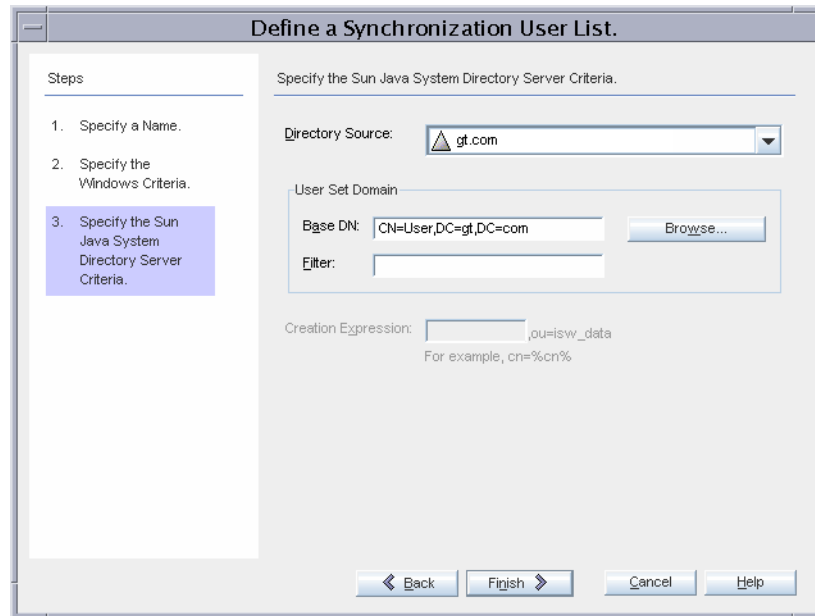 Define a Synchronization User List.
Steps
1. Specify a Name.
2. Specify the
Windows Criteria.
3. Specify the Sun
Java System
Directory Server
Criteria.
Specify the Sun Java System Directory Server Criteria.
Directory Source: gt.com
User Set Domain
Base DN: CN=User,DC=gt,DC=com Browse...
Filter:
Creation Expression: ,ou=isw_data
For example, cn=%cn%
Back Finish Cancel Help